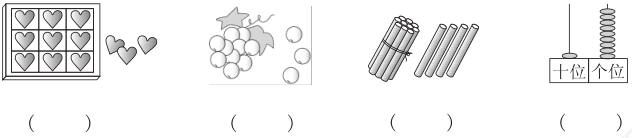 十位 个位
( ) ( ) ( ) ( )